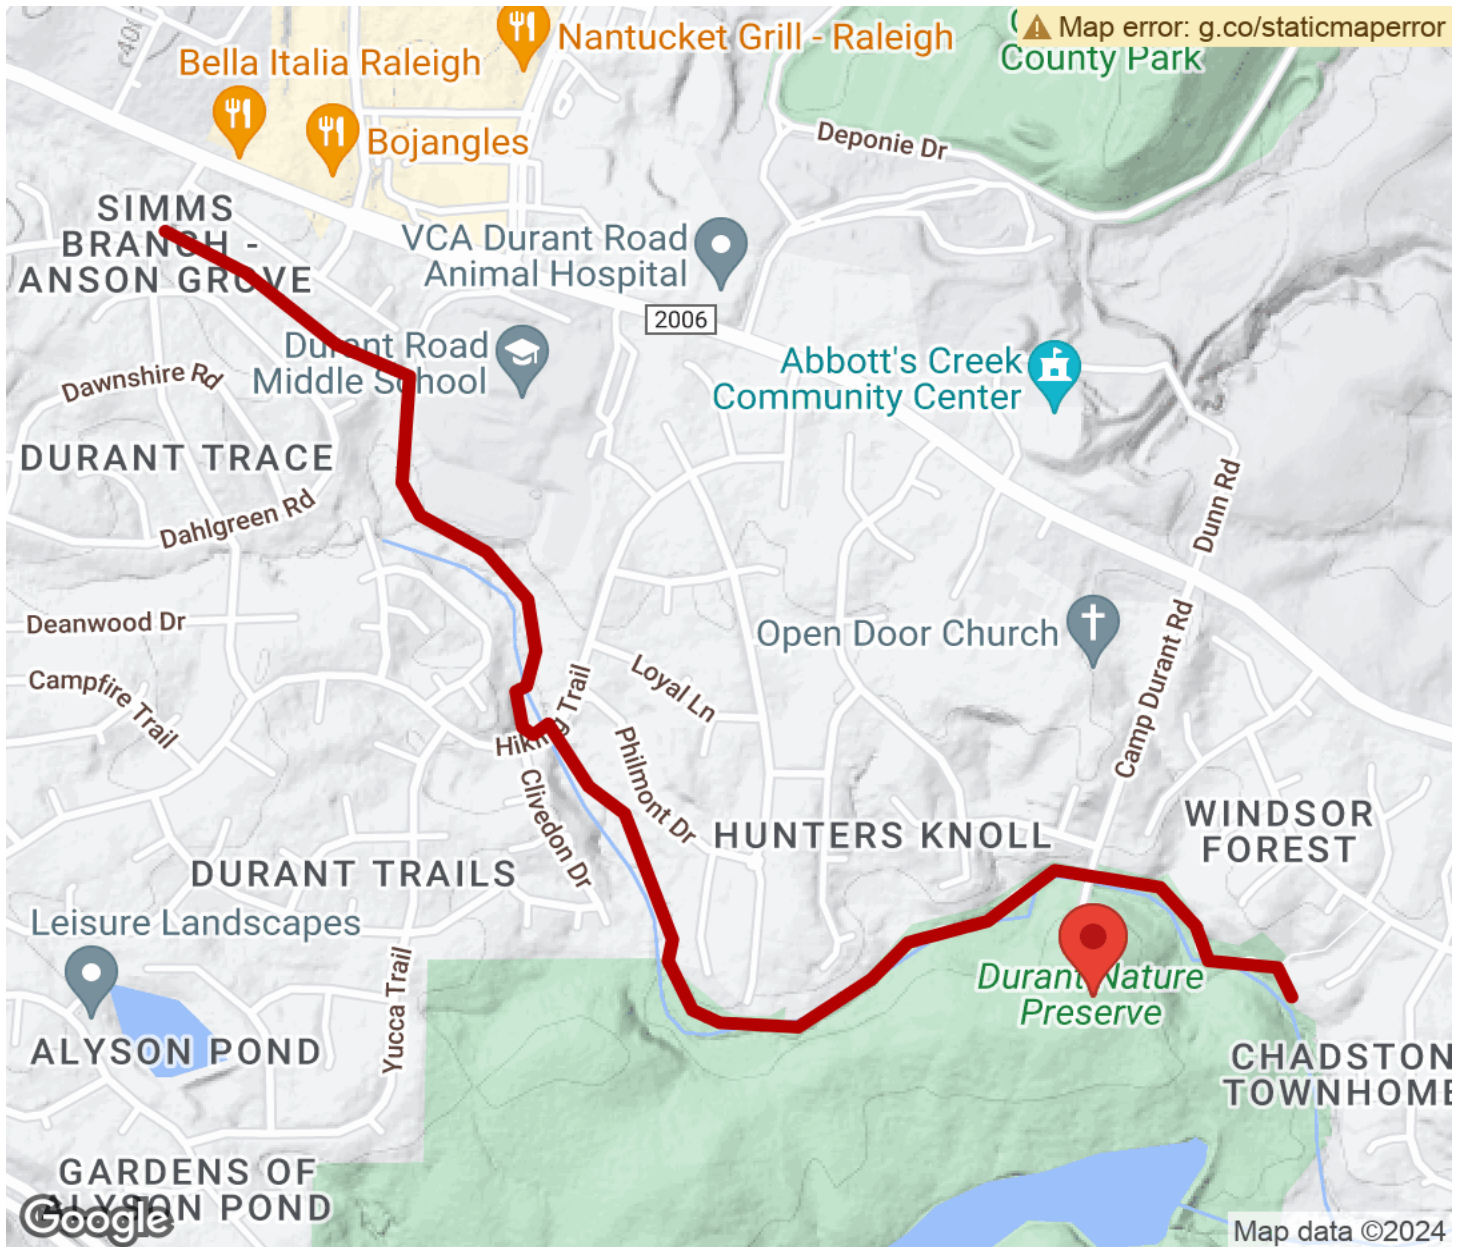 Map error: g.co/staticmaperror
Nantucket Grill - Raleigh
County Park
Bella Italia Raleigh
Bojangles
Deponie Dr
SIMMS
BRANCH -
ANSON GROVE
VCA Durant Road
Animal Hospital
2006
Durant Road
Middle School
Abbott's Creek
Community Center
Dawnshire Rd
DURANT TRACE
Dahlgreen Rd
Dunn Rd
Deanwood Dr
Open Door Church
Camp Durant Rd
Loyal Ln
Campfire Trail
Hiking Trail
Philmont Dr
Clivedon Dr
HUNTERS KNOLL
WINDSOR
FOREST
DURANT TRAILS
Leisure Landscapes
Yucca Trail
Durant Nature
Preserve
ALYSON POND
CHADSTON
TOWNHOME
GARDENS OF
ALYSON POND
Google
Map data ©2024